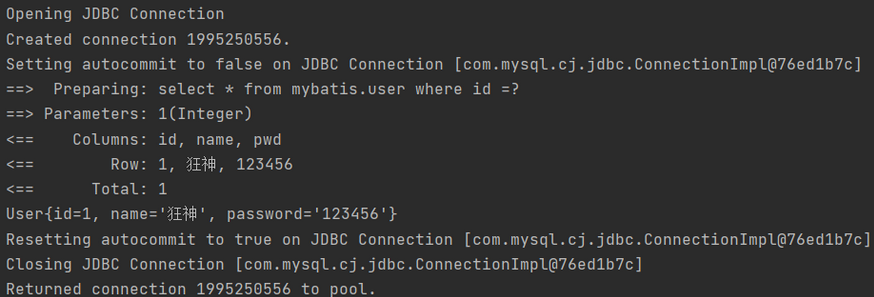 Opening JDBC Connection
Created connection 1995250556.
Setting autocommit to false on JDBC Connection [com.mysql.cj.jdbc.ConnectionImpl@76ed1b7c]
==>  Preparing: select * from mybatis.user where id =?
==> Parameters: 1(Integer)
<==    Columns: id, name, pwd
<==        Row: 1, 狂神, 123456
<==      Total: 1
User{id=1, name='狂神', password='123456'}
Resetting autocommit to true on JDBC Connection [com.mysql.cj.jdbc.ConnectionImpl@76ed1b7c]
Closing JDBC Connection [com.mysql.cj.jdbc.ConnectionImpl@76ed1b7c]
Returned connection 1995250556 to pool.